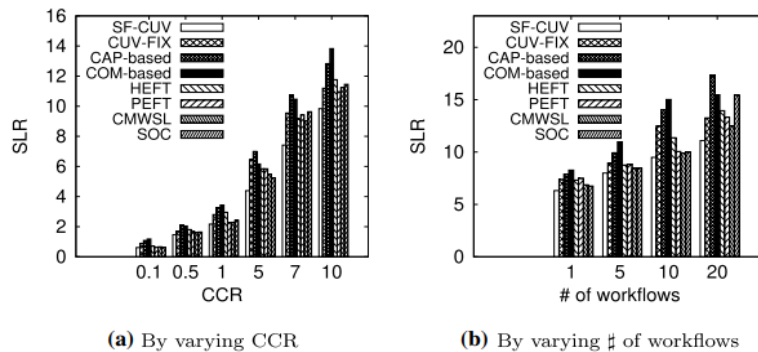 16
14
12
10
8
6
4
2
0
SLR
SF-CUV
CUV-FIX
CAP-based
COM-based
HEFT
PEFT
CMWSL
SOC
0.1 0.5 1 5 7 10
CCR
(a) By varying CCR
20
15
10
5
0
SLR
SF-CUV
CUV-FIX
CAP-based
COM-based
HEFT
PEFT
CMWSL
SOC
1 5 10 20
# of workflows
(b) By varying ♯ of workflows